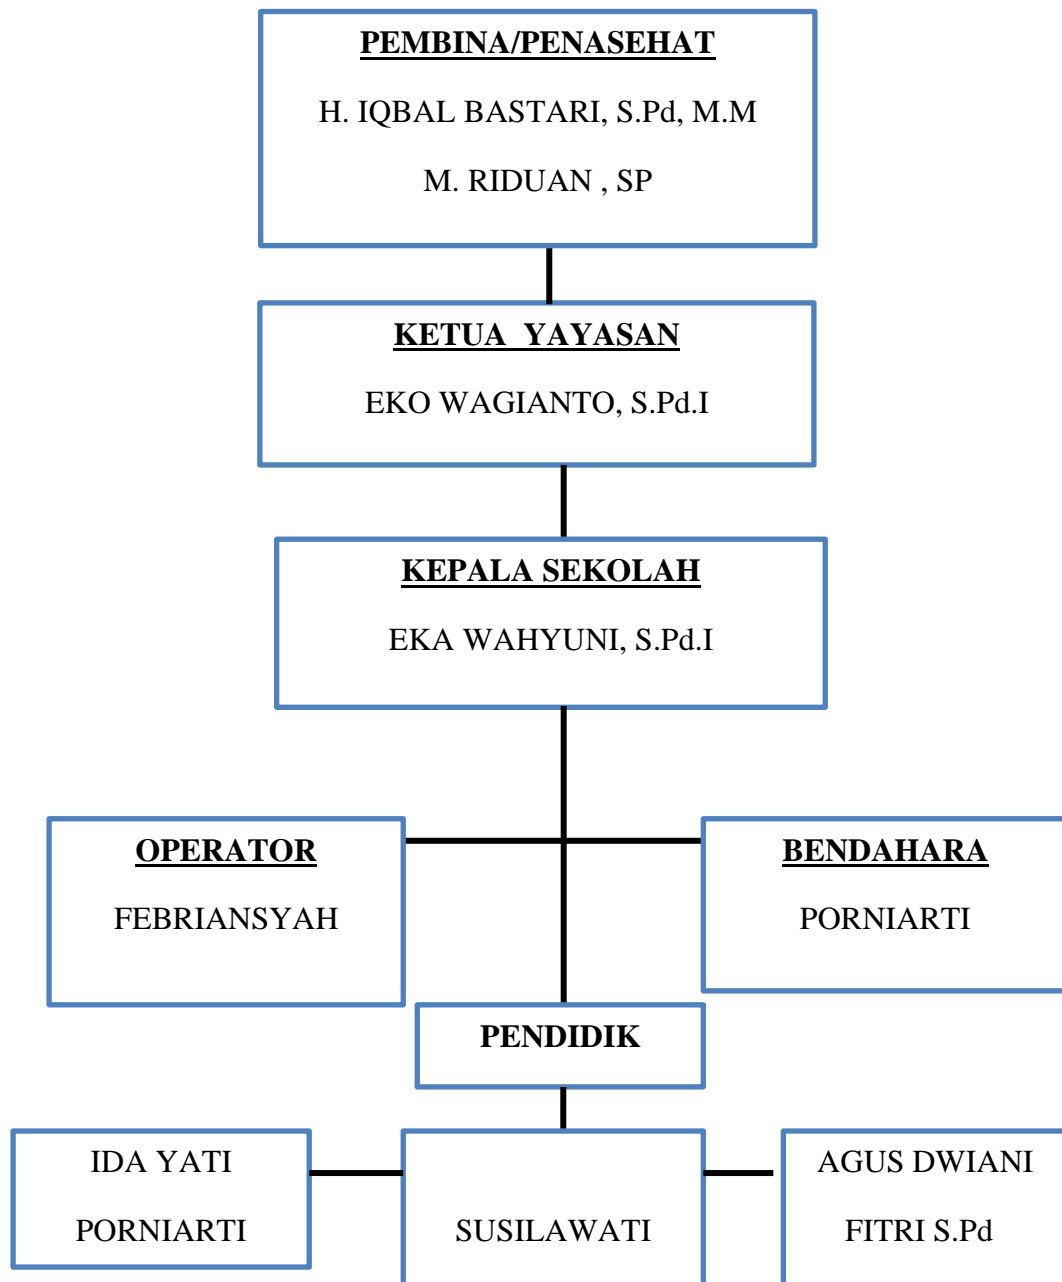 PEMBINA/PENASEHAT
H. IQBAL BASTARI, S.Pd, M.M
M. RIDUAN , SP
KETUA  YAYASAN
EKO WAGIANTO, S.Pd.I
KEPALA SEKOLAH
EKA WAHYUNI, S.Pd.I
OPERATOR
FEBRIANSYAH
BENDAHARA
PORNIARTI
PENDIDIK
IDA YATI
PORNIARTI
SUSILAWATI
AGUS DWIANI
FITRI S.Pd